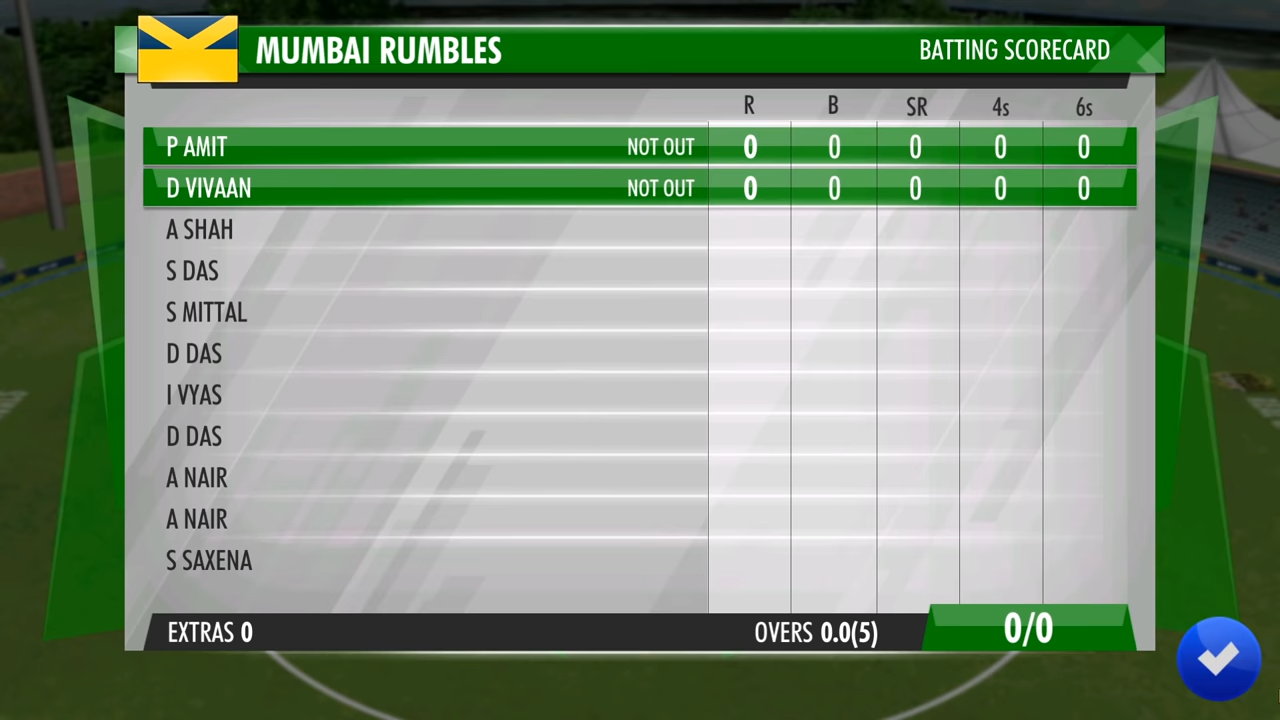 MUMBAI RUMBLES BATTING SCORECARD
R B SR 4s 6s
P AMIT NOT OUT 0 0 0 0 0
D VIVAAN NOT OUT 0 0 0 0 0
A SHAH
S DAS
S MITTAL
D DAS
I VYAS
D DAS
A NAIR
A NAIR
S SAXENA
EXTRAS 0 OVERS 0.0(5) 0/0